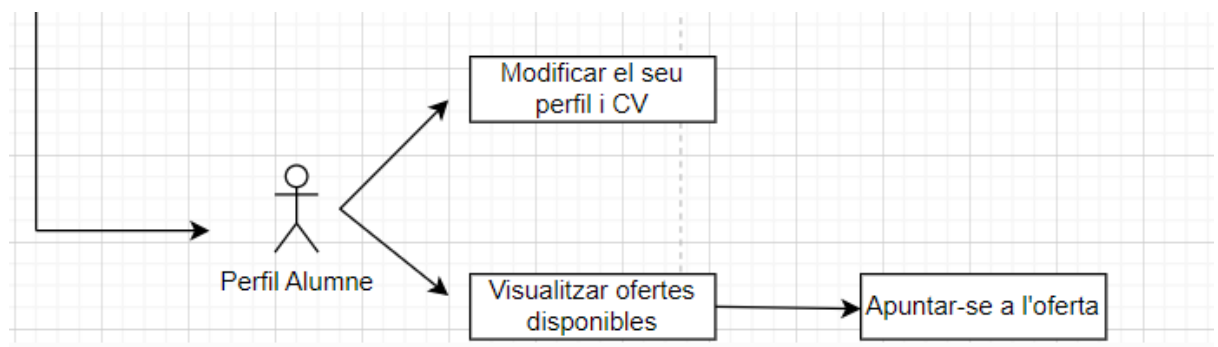 Modificar el seu
perfil i CV
Perfil Alumne
Visualitzar ofertes
disponibles
Apuntar-se a l'oferta